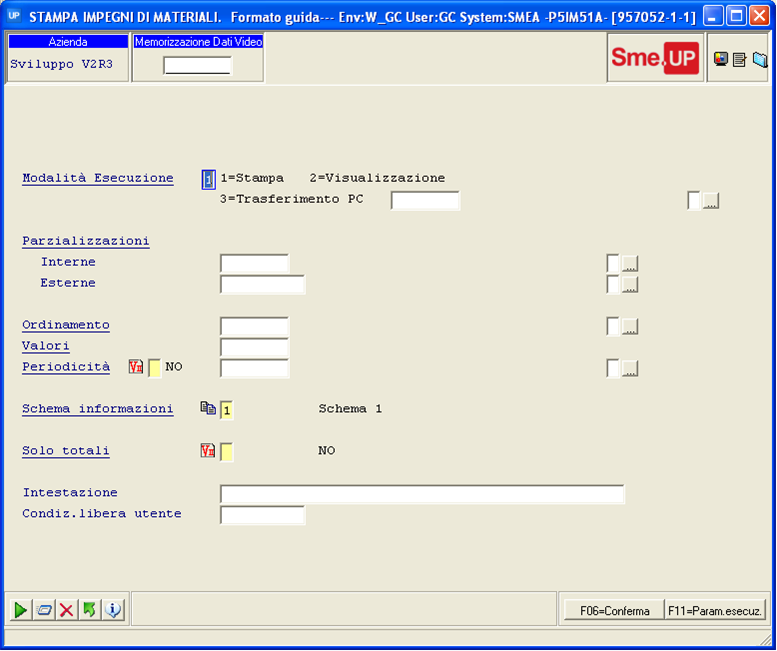 UP STAMPA IMPEGNI DI MATERIALI. Formato guida--- Env:W_GC User:GC System:SMEA -P5IM51A- [957052-1-1]
Azienda
Memorizzazione Dati Video
Sviluppo V2R3
Sme.UP
Modalità Esecuzione 1 1=Stampa 2=Visualizzazione
3=Trasferimento PC ...
Parzializzazioni
Interne ...
Esterne ...
Ordinamento ...
Valori
Periodicità NO ...
Schema informazioni 1 Schema 1
Solo totali NO
Intestazione
Condiz.libera utente
F06=Conferma F11=Param.esecuz.